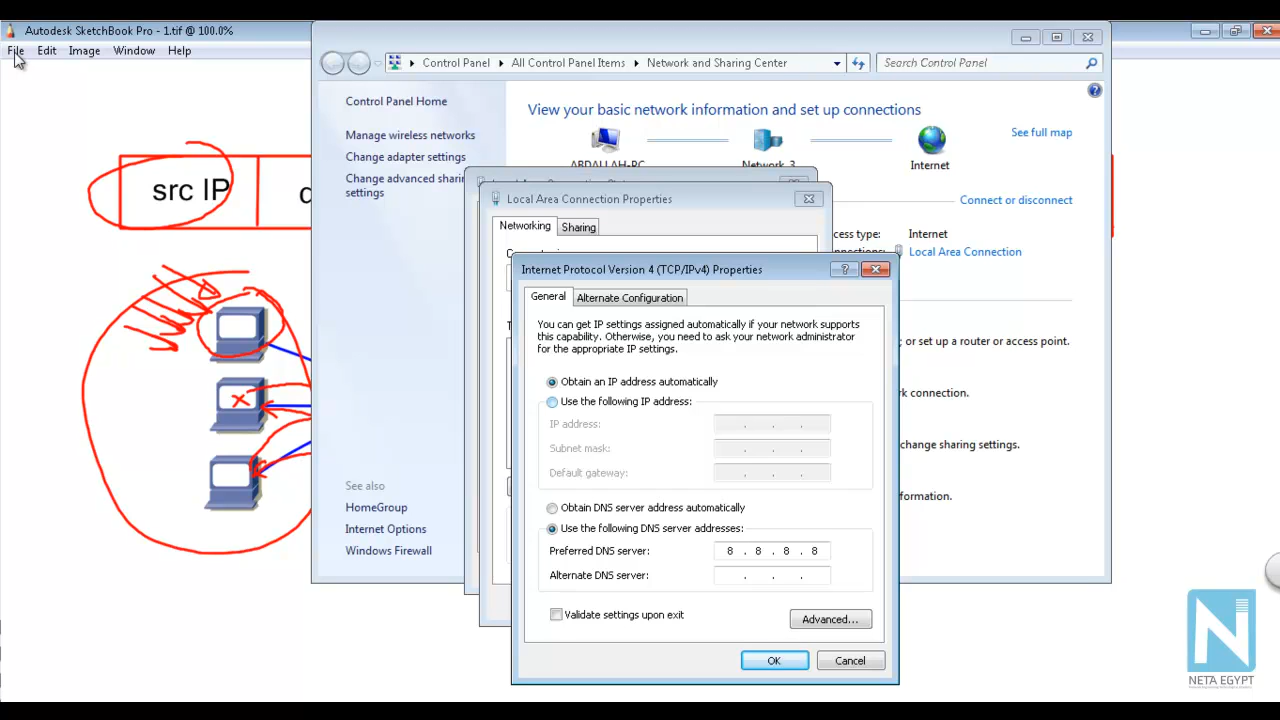 Autodesk SketchBook Pro - 1.tif @ 100.0%
File Edit Image Window Help
Control Panel All Control Panel Items Network and Sharing Center
Search Control Panel
Control Panel Home
Manage wireless networks
Change adapter settings
Change advanced sharing
settings
View your basic network information and set up connections
See full map
ABDALLAH-PC
Network 3
Internet
Connect or disconnect
src IP
d
ccess type: Internet
Local Area Connection
Local Area Connection Properties
Networking Sharing
Internet Protocol Version 4 (TCP/IPv4) Properties
General Alternate Configuration
You can get IP settings assigned automatically if your network supports
this capability. Otherwise, you need to ask your network administrator
for the appropriate IP settings.
Obtain an IP address automatically
Use the following IP address:
IP address: . . .
Subnet mask: . . .
Default gateway: . . .
Obtain DNS server address automatically
Use the following DNS server addresses:
Preferred DNS server: 8 . 8 . 8 . 8
Alternate DNS server: . . .
Validate settings upon exit
Advanced...
OK Cancel
; or set up a router or access point.
connection.
change sharing settings.
formation.
See also
HomeGroup
Internet Options
Windows Firewall
NETA EGYPT